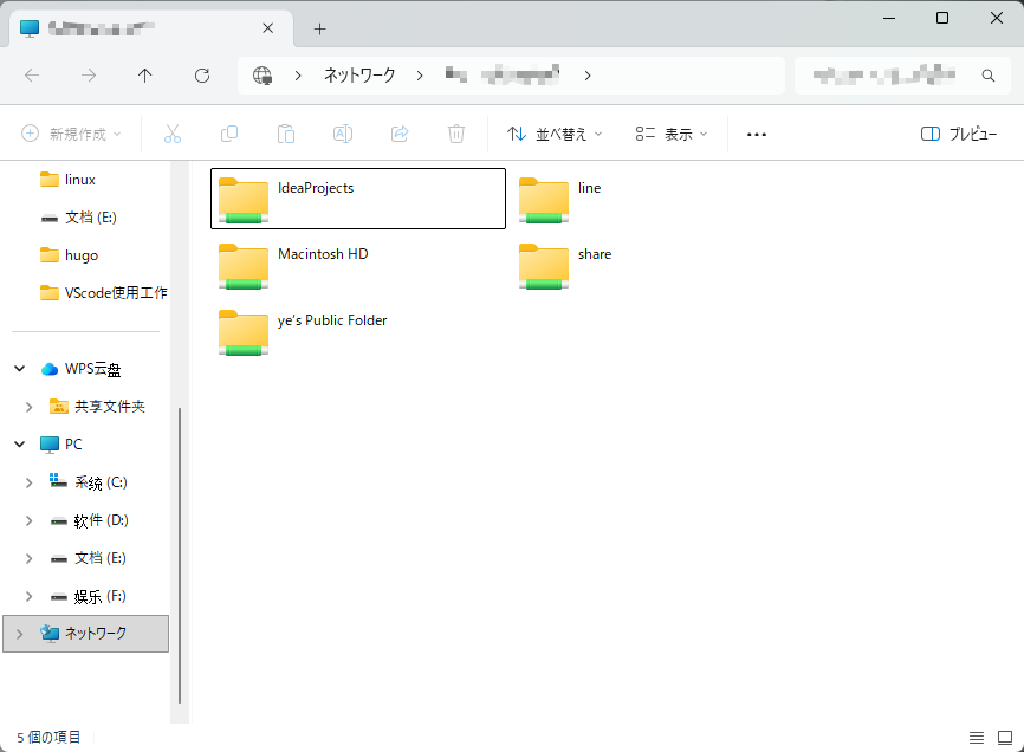 ネットワーク
新規作成
並べ替え
表示
プレビュー
linux
文档 (E:)
hugo
VScode使用工作
WPS云盘
共享文件夹
PC
系统 (C:)
软件 (D:)
文档 (E:)
娱乐 (F:)
ネットワーク
IdeaProjects
line
Macintosh HD
share
ye's Public Folder
5 個の項目